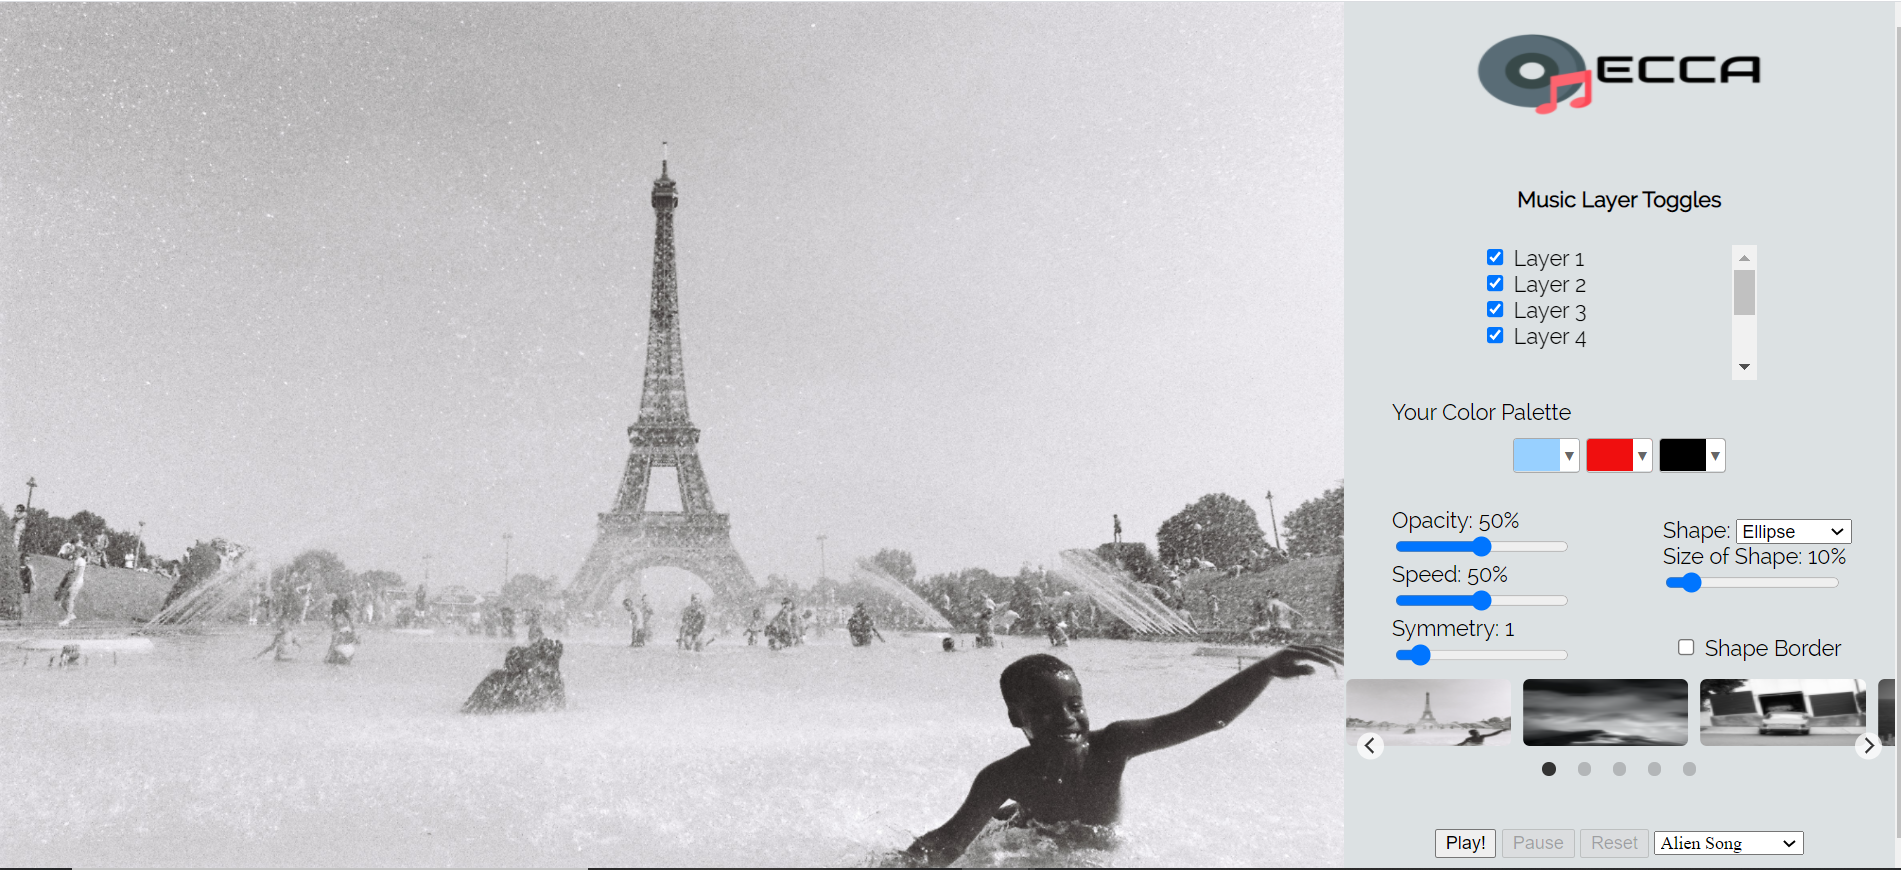 ECCA
Music Layer Toggles
Layer 1
Layer 2
Layer 3
Layer 4
Your Color Palette
Opacity: 50%
Speed: 50%
Symmetry: 1
Shape: Ellipse
Size of Shape: 10%
Shape Border
Play! Pause Reset Alien Song